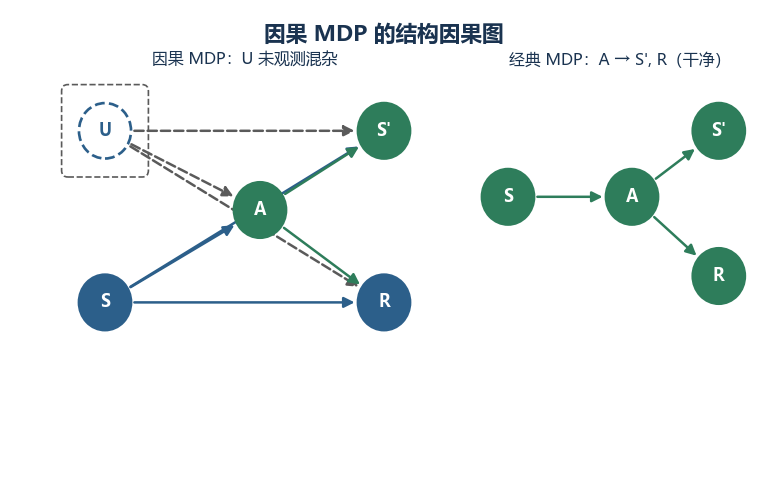 因果 MDP 的结构因果图
因果 MDP：U 未观测混杂
经典 MDP：A → S', R（干净）
U
S'
A
S
R
S
A
S'
R